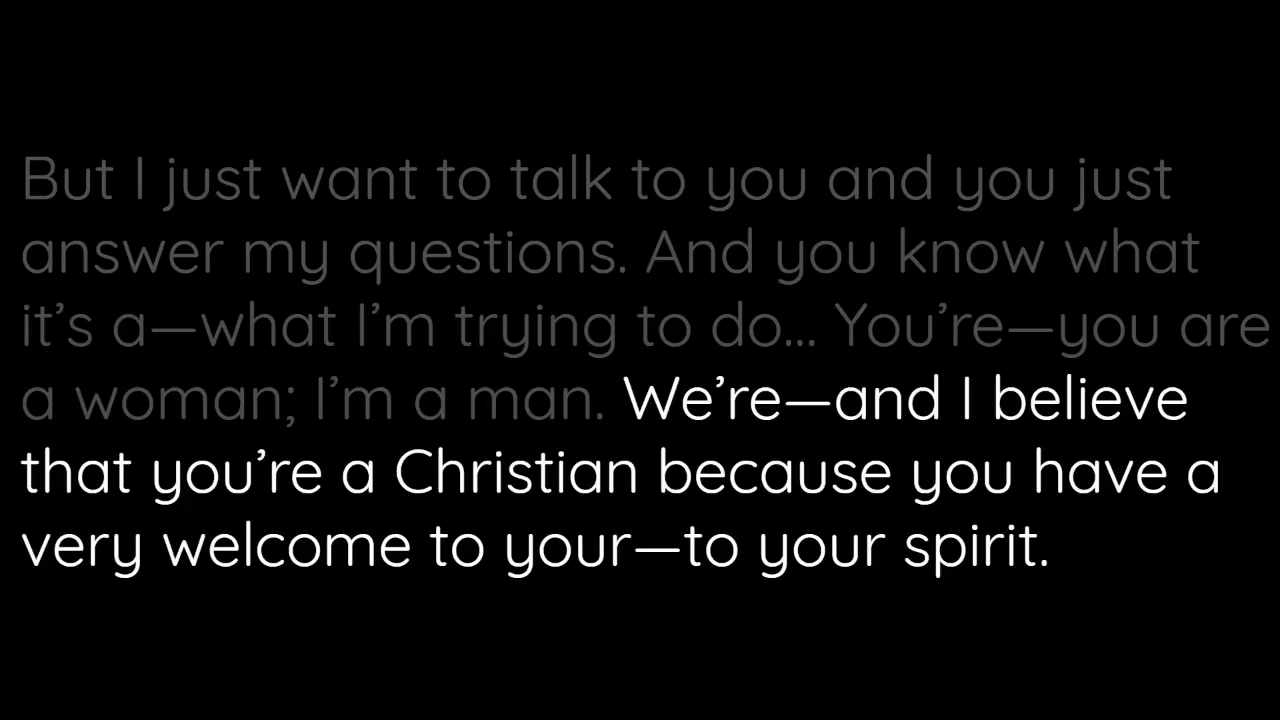 But I just want to talk to you and you just
answer my questions. And you know what
it’s a—what I’m trying to do... You’re—you are
a woman; I’m a man. We’re—and I believe
that you’re a Christian because you have a
very welcome to your—to your spirit.